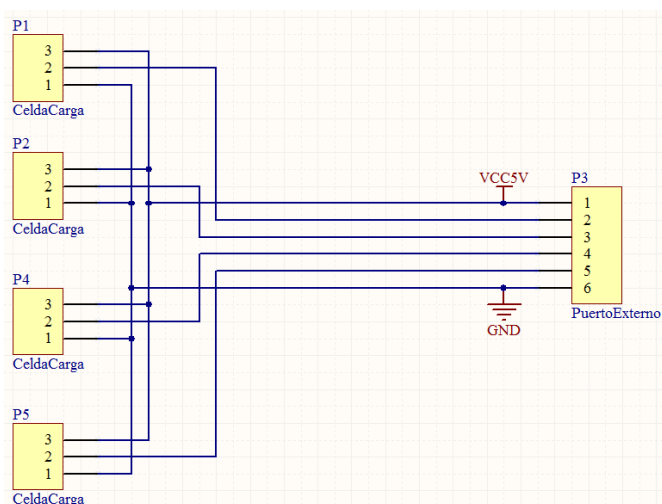 P1
3
2
1
CeldaCarga
P2
3
2
1
CeldaCarga
P4
3
2
1
CeldaCarga
P5
3
2
1
CeldaCarga
VCC5V
GND
P3
1
2
3
4
5
6
PuertoExterno